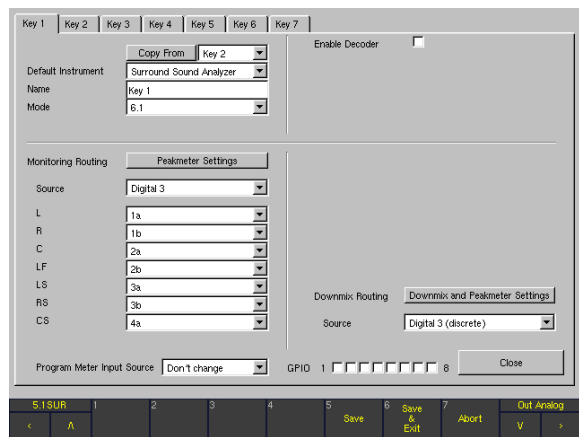 Key 1 Key 2 Key 3 Key 4 Key 5 Key 6 Key 7
Copy From Key 2 Enable Decoder
Default Instrument Surround Sound Analyzer
Name Key 1
Mode 6.1
Monitoring Routing Peakmeter Settings
Source Digital 3
L 1a
R 1b
C 2a
LF 2b
LS 3a
RS 3b
CS 4a
Downmix Routing Downmix and Peakmeter Settings
Source Digital 3 (discrete)
Program Meter Input Source Don't change GPIO 1 8 Close
5.1SUR 1 2 3 4 5 Save 6 Save & Exit 7 Abort Out Analog
< Λ V >